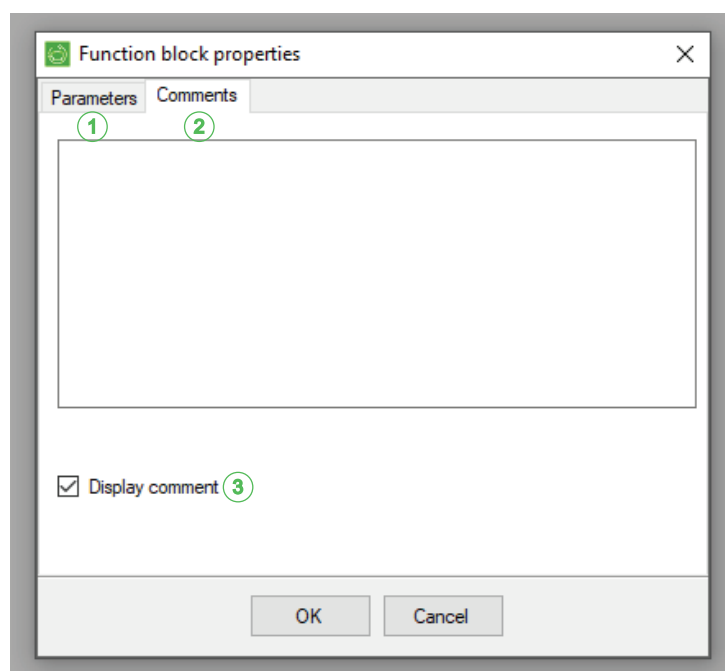 Function block properties
Parameters Comments
1 2
Display comment 3
OK Cancel